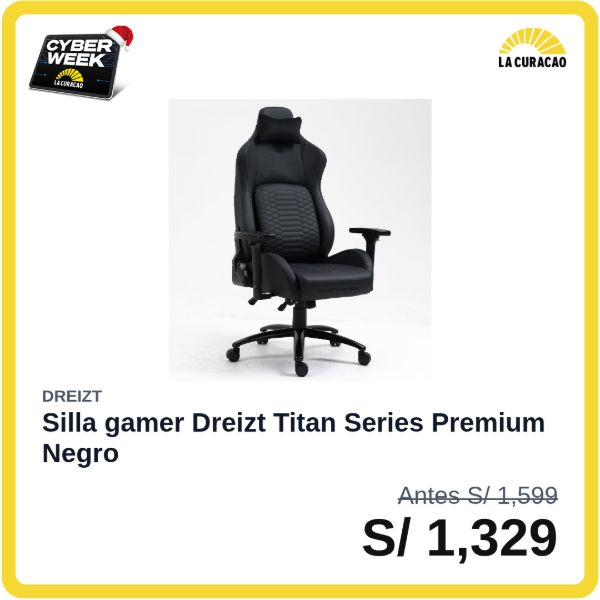 CYBER
WEEK
LA CURACAO
LA CURACAO
DREIZT
Silla gamer Dreizt Titan Series Premium
Negro
Antes S/ 1,599
S/ 1,329